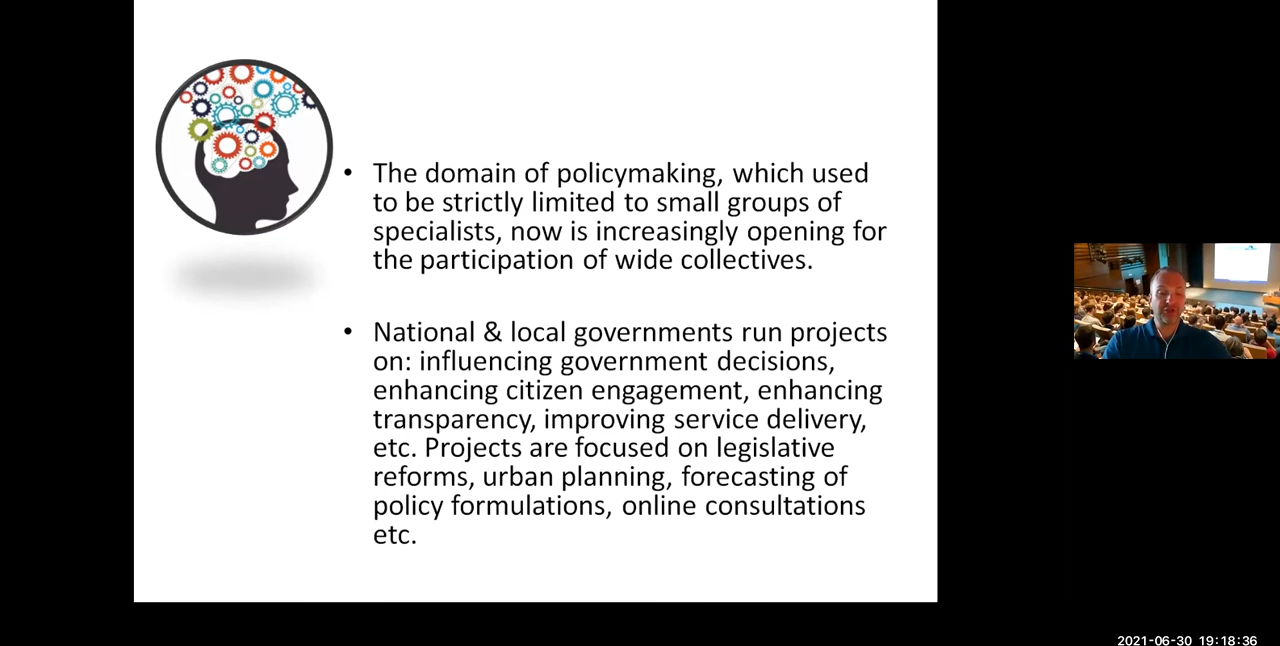 • The domain of policymaking, which used
to be strictly limited to small groups of
specialists, now is increasingly opening for
the participation of wide collectives.
• National & local governments run projects
on: influencing government decisions,
enhancing citizen engagement, enhancing
transparency, improving service delivery,
etc. Projects are focused on legislative
reforms, urban planning, forecasting of
policy formulations, online consultations
etc.
2021-06-30 19:18:36